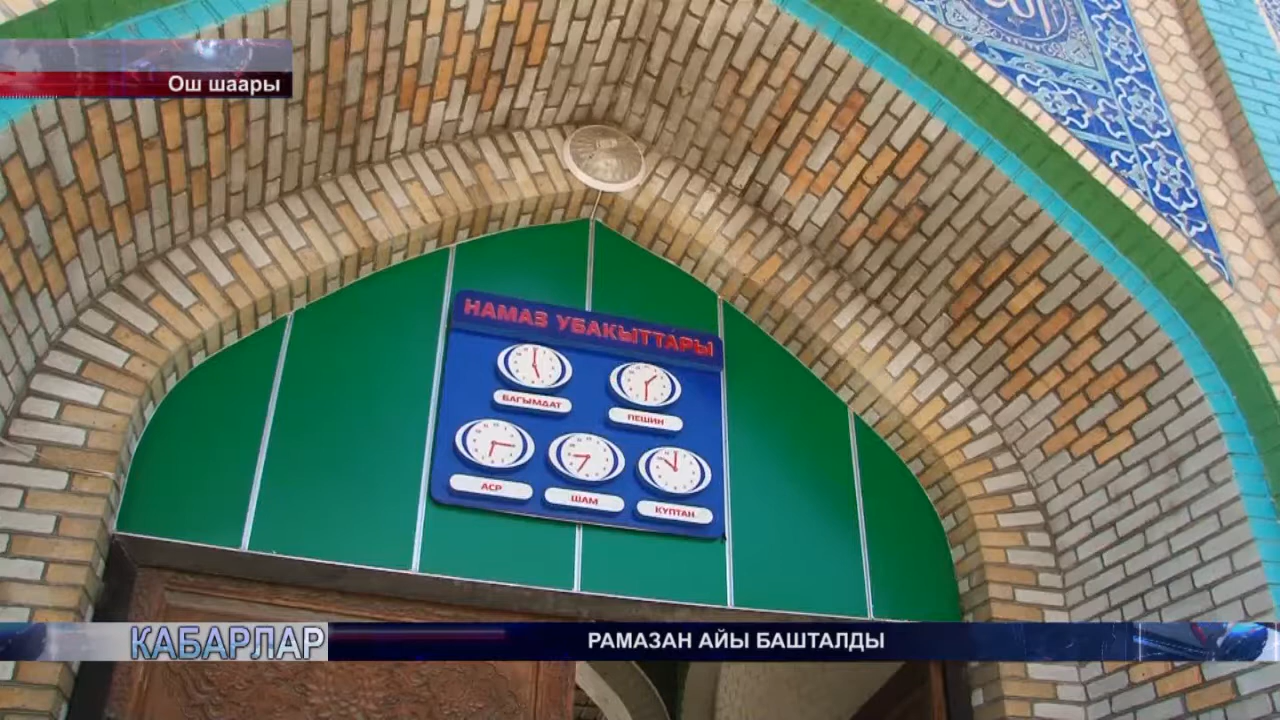 Ош шаары
НАМАЗ УБАКЫТТАРЫ
БАГЫМДАТ
ПЕШИН
АСР
ШАМ
КУПТАН
КАБАРЛАР
РАМАЗАН АЙЫ БАШТАЛДЫ